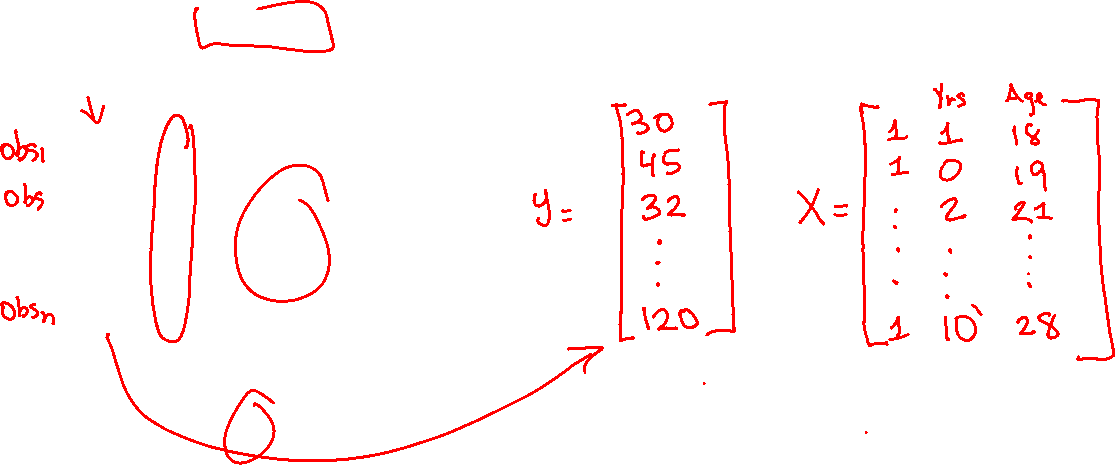 obs1
obs
obsn
y = [30
45
32
⋮
120]
X = [
Yrs Age
1 1 18
1 0 19
⋮ 2 21
⋮ ⋮ ⋮
1 10 28
]